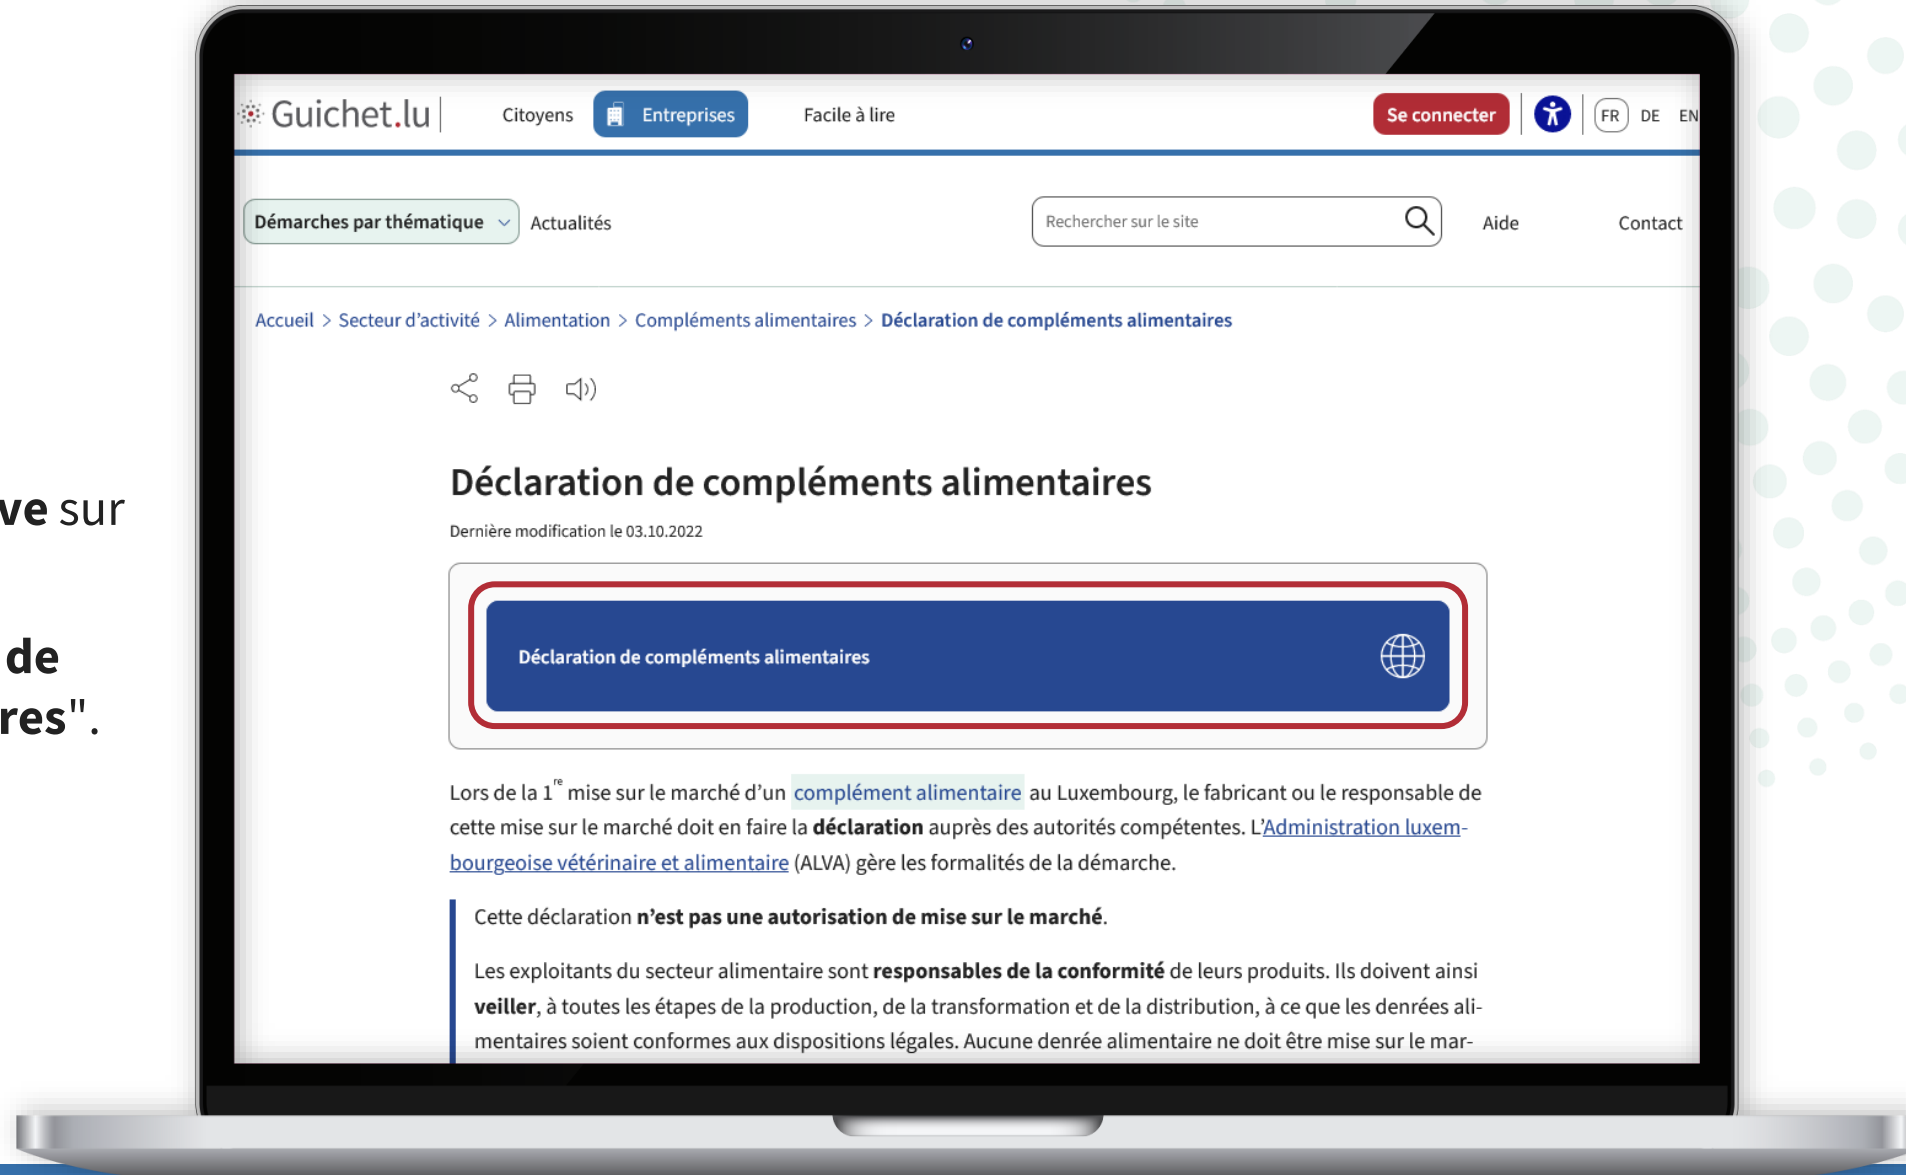 Guichet.lu Citoyens Entreprises Facile à lire Se connecter FR DE EN
Démarches par thématique Actualités Rechercher sur le site Aide Contact
Accueil > Secteur d'activité > Alimentation > Compléments alimentaires > Déclaration de compléments alimentaires
Déclaration de compléments alimentaires
Dernière modification le 03.10.2022
Déclaration de compléments alimentaires
Lors de la 1re mise sur le marché d'un complément alimentaire au Luxembourg, le fabricant ou le responsable de
cette mise sur le marché doit en faire la déclaration auprès des autorités compétentes. L'Administration luxem-
bourgeoise vétérinaire et alimentaire (ALVA) gère les formalités de la démarche.
Cette déclaration n'est pas une autorisation de mise sur le marché.
Les exploitants du secteur alimentaire sont responsables de la conformité de leurs produits. Ils doivent ainsi
veiller, à toutes les étapes de la production, de la transformation et de la distribution, à ce que les denrées ali-
mentaires soient conformes aux dispositions légales. Aucune denrée alimentaire ne doit être mise sur le mar-
ve sur
de
res".